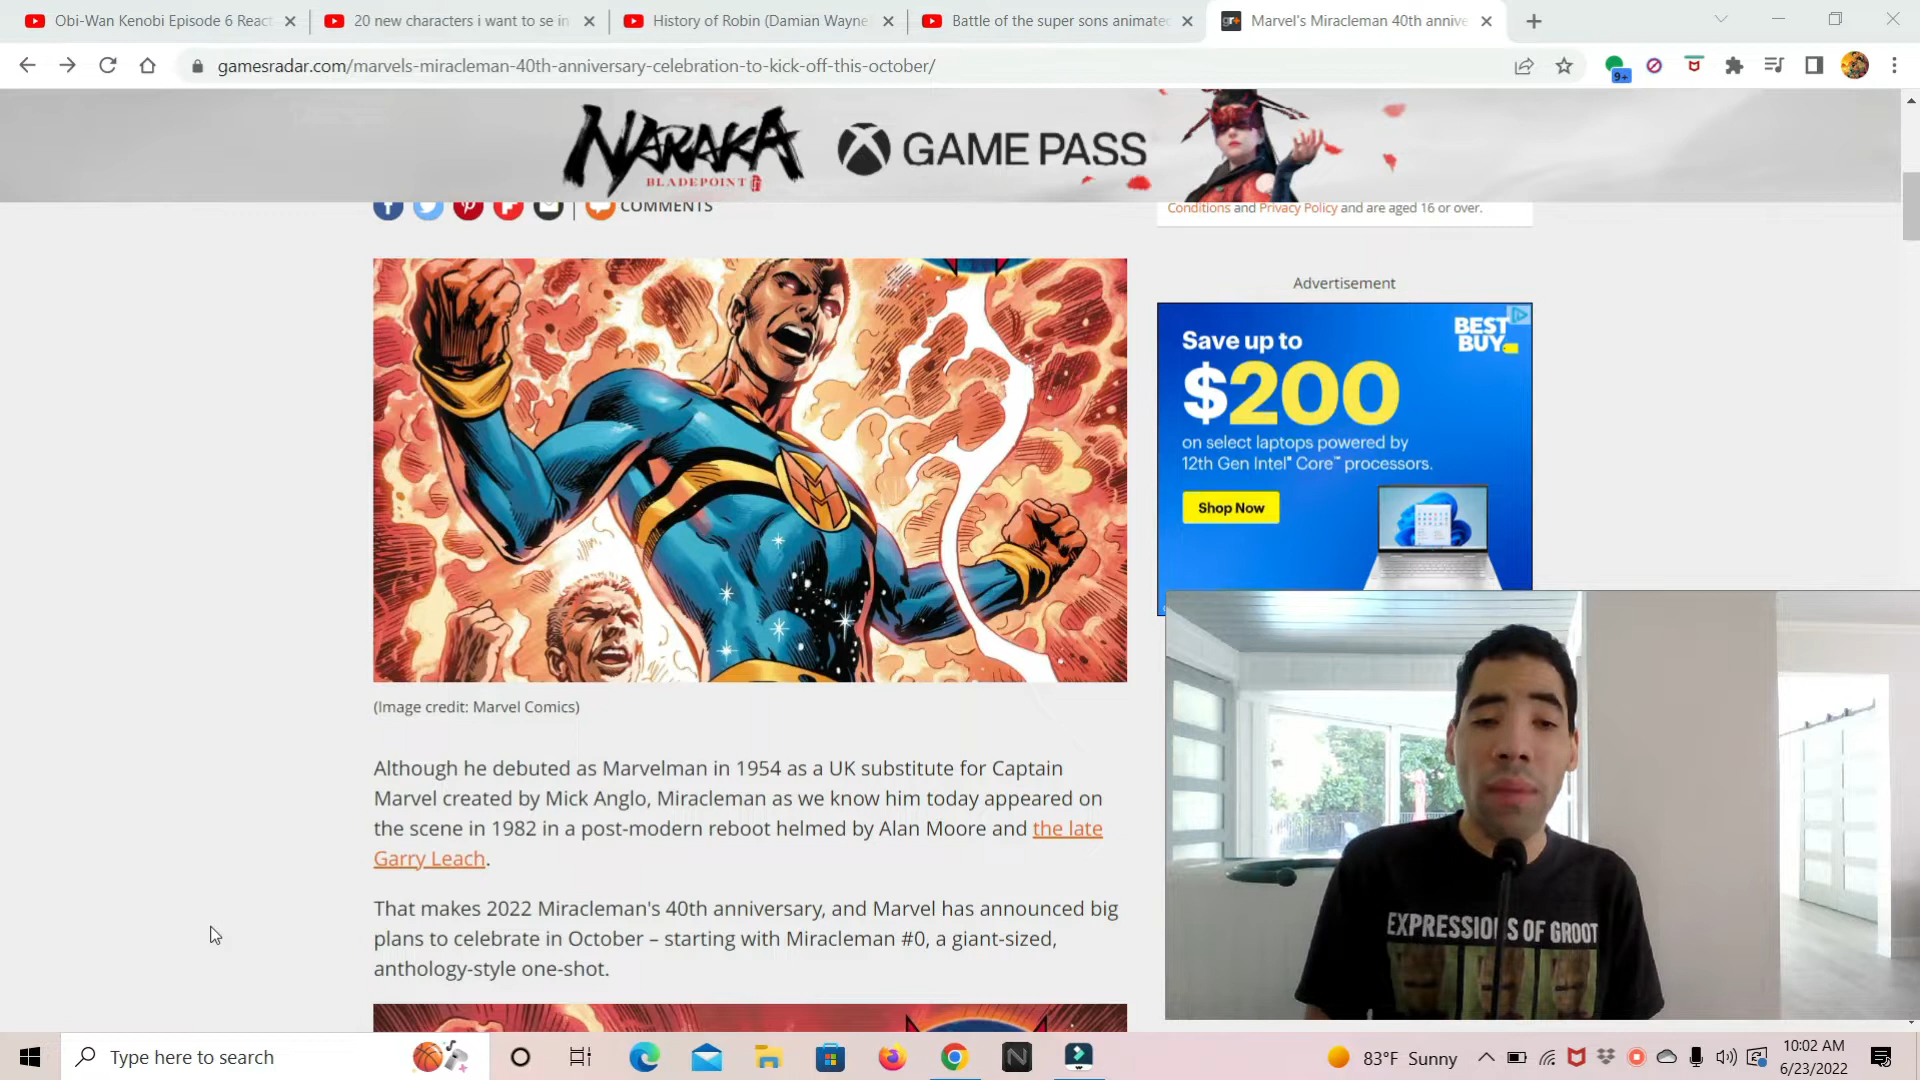 Obi-Wan Kenobi Episode 6 React
20 new characters i want to se in
History of Robin (Damian Wayne)
Battle of the super sons animate
Marvel's Miracleman 40th annive
gamesradar.com/marvels-miracleman-40th-anniversary-celebration-to-kick-off-this-october/
9+
NARAKA
BLADEPOINT
GAME PASS
COMMENTS
Conditions and Privacy Policy and are aged 16 or over.
Advertisement
Save up to
$200
on select laptops powered by
12th Gen Intel® Core™ processors.
Shop Now
BEST
BUY
(Image credit: Marvel Comics)
Although he debuted as Marvelman in 1954 as a UK substitute for Captain
Marvel created by Mick Anglo, Miracleman as we know him today appeared on
the scene in 1982 in a post-modern reboot helmed by Alan Moore and the late
Garry Leach.
That makes 2022 Miracleman's 40th anniversary, and Marvel has announced big
plans to celebrate in October – starting with Miracleman #0, a giant-sized,
anthology-style one-shot.
EXPRESSIONS OF GROOT
Type here to search
83°F Sunny
10:02 AM
6/23/2022